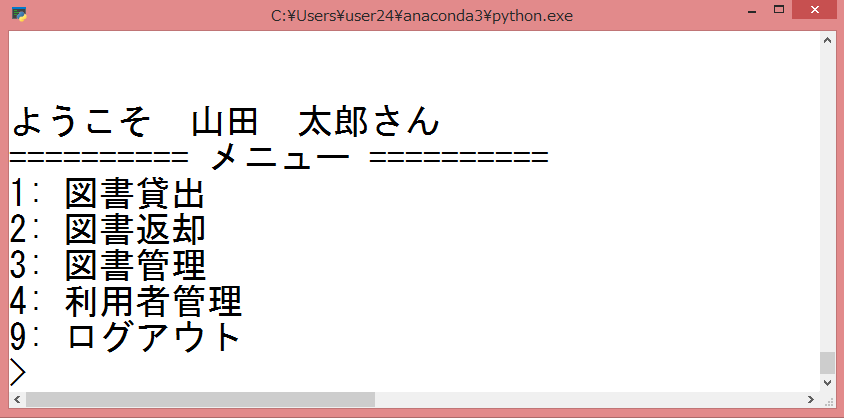 C:¥Users¥user24¥anaconda3¥python.exe
ようこそ　山田　太郎さん
========== メニュー ==========
1: 図書貸出
2: 図書返却
3: 図書管理
4: 利用者管理
9: ログアウト
>